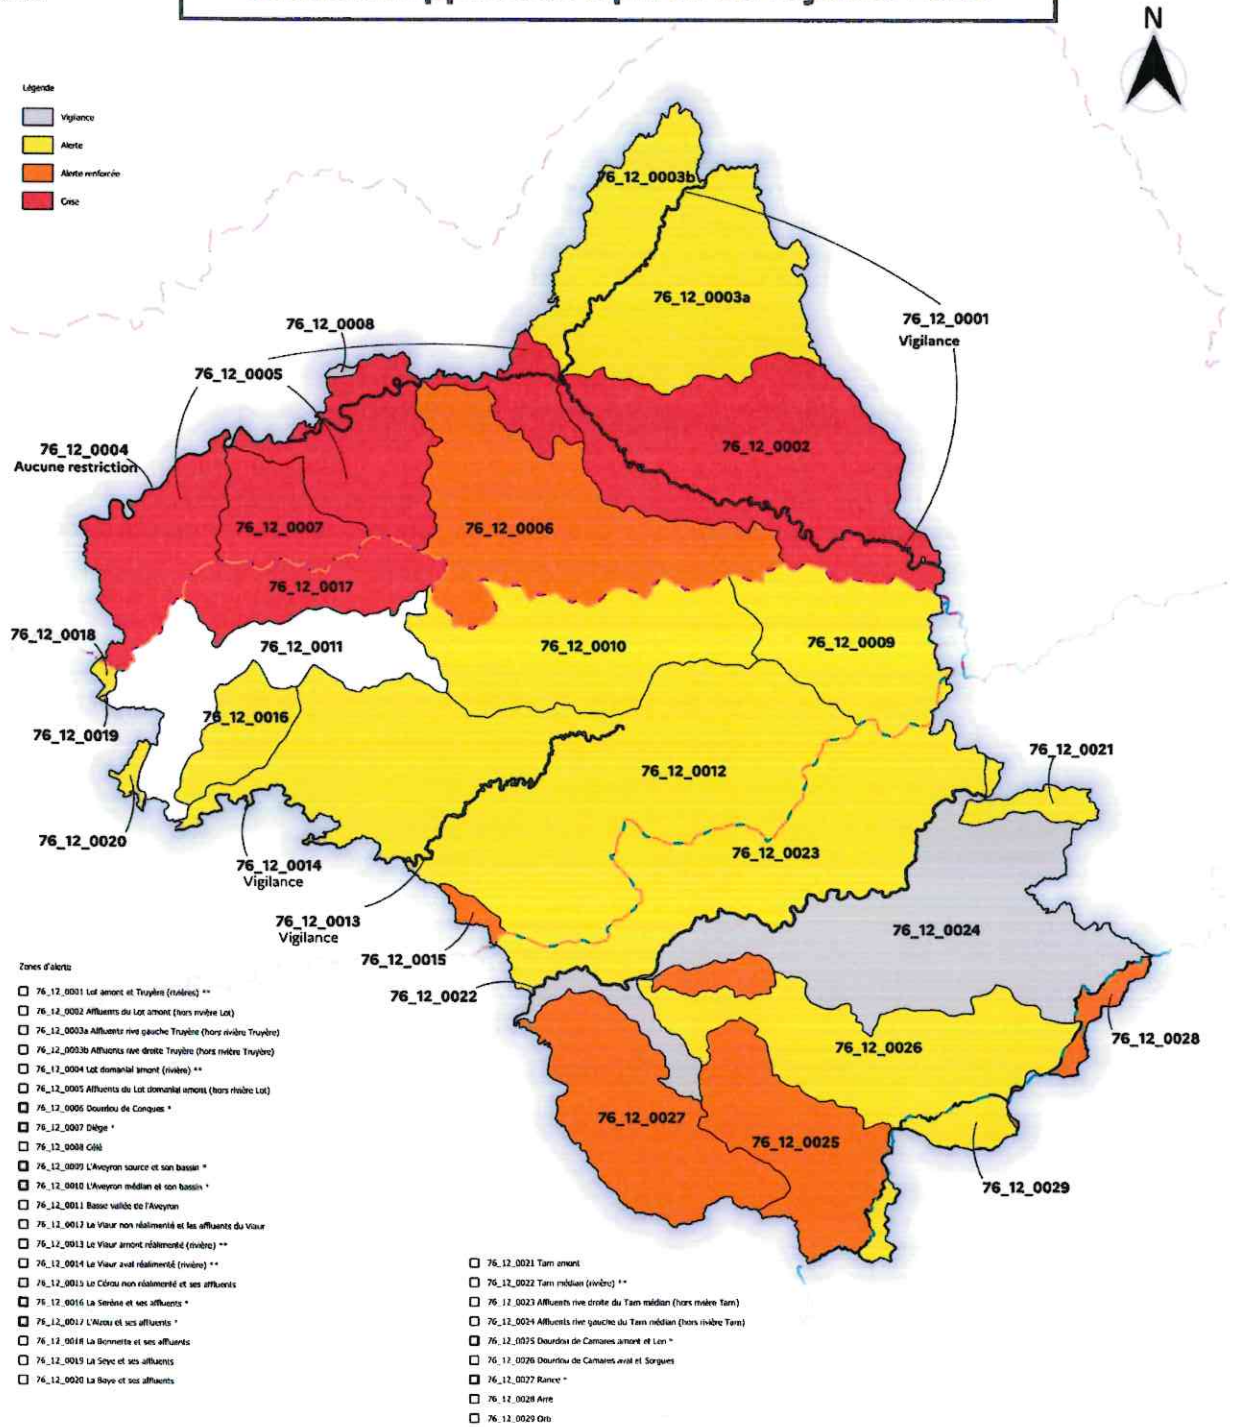 N
Légende
Vigilance
Alerte
Alerte renforcée
Crise
76_12_0003b
76_12_0003a
76_12_0001
Vigilance
76_12_0008
76_12_0005
76_12_0004
Aucune restriction
76_12_0002
76_12_0007
76_12_0006
76_12_0017
76_12_0018
76_12_0011
76_12_0010
76_12_0009
76_12_0016
76_12_0019
76_12_0012
76_12_0021
76_12_0020
76_12_0023
76_12_0014
Vigilance
76_12_0013
Vigilance
76_12_0024
76_12_0015
76_12_0022
76_12_0028
76_12_0026
76_12_0027
76_12_0025
76_12_0029
Zones d'alerte
76_12_0001 Lot amont et Truyère (rivières) **
76_12_0002 Affluents du Lot amont (hors rivière Lot)
76_12_0003a Affluents rive gauche Truyère (hors rivière Truyère)
76_12_0003b Affluents rive droite Truyère (hors rivière Truyère)
76_12_0004 Lot domanial amont (rivière) **
76_12_0005 Affluents du Lot domanial amont (hors rivière Lot)
76_12_0006 Dourdou de Conques *
76_12_0007 Diège *
76_12_0008 Célé
76_12_0009 L'Aveyron source et son bassin *
76_12_0010 L'Aveyron médian et son bassin *
76_12_0011 Basse vallée de l'Aveyron
76_12_0012 Le Viaur non réalimenté et les affluents du Viaur
76_12_0013 Le Viaur amont réalimenté (rivière) **
76_12_0014 Le Viaur aval réalimenté (rivière) **
76_12_0015 Le Cérou non réalimenté et ses affluents
76_12_0016 La Serène et ses affluents *
76_12_0017 L'Alzou et ses affluents *
76_12_0018 La Bonnette et ses affluents
76_12_0019 La Seye et ses affluents
76_12_0020 La Baye et ses affluents
76_12_0021 Tarn amont
76_12_0022 Tarn médian (rivière) **
76_12_0023 Affluents rive droite du Tarn médian (hors rivière Tarn)
76_12_0024 Affluents rive gauche du Tarn médian (hors rivière Tarn)
76_12_0025 Dourdou de Camares amont et Len *
76_12_0026 Dourdou de Camares aval et Sorgues
76_12_0027 Rance *
76_12_0028 Arre
76_12_0029 Orb